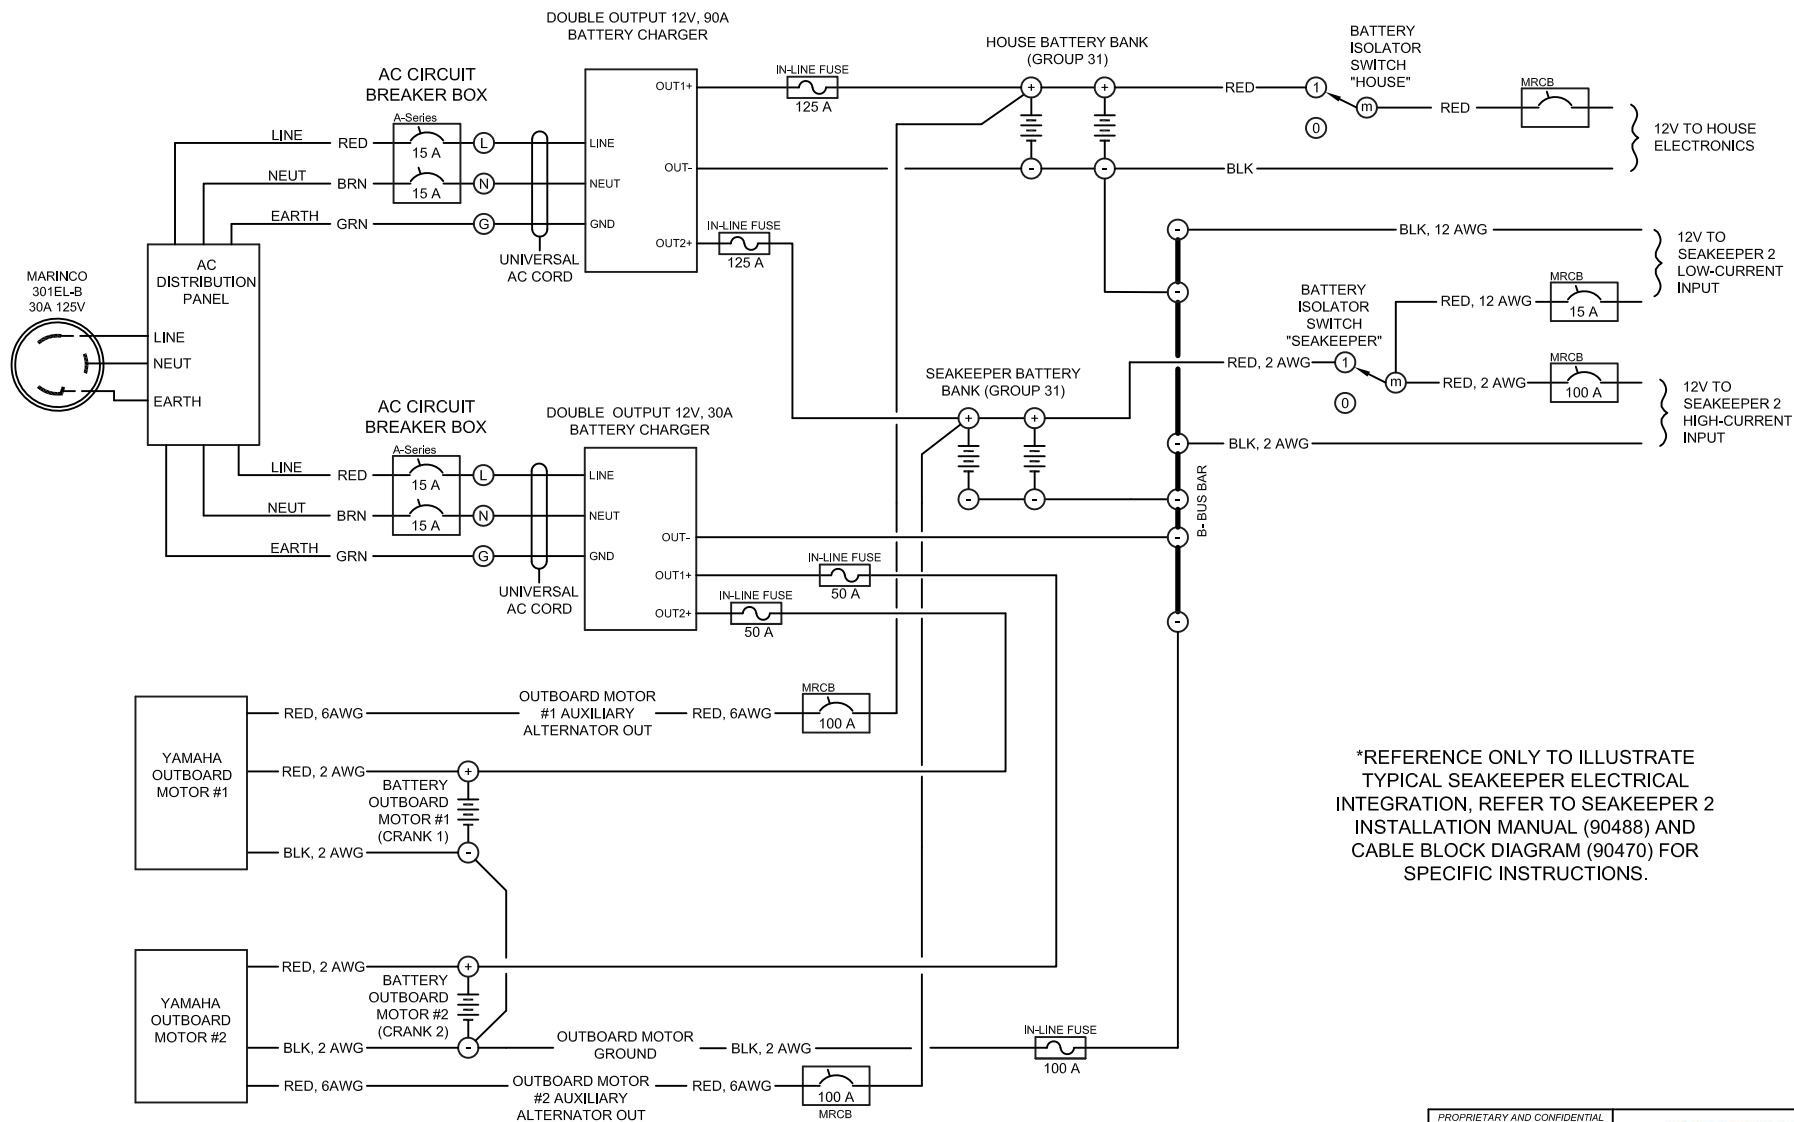 DOUBLE OUTPUT 12V, 90A
BATTERY CHARGER
HOUSE BATTERY BANK
(GROUP 31)
BATTERY
ISOLATOR
SWITCH
"HOUSE"
AC CIRCUIT
BREAKER BOX
IN-LINE FUSE
125 A
OUT1+
+
+
RED
1
m
0
RED
MRCB
12V TO HOUSE
ELECTRONICS
A-Series
LINE
RED
15 A
L
LINE
NEUT
BRN
15 A
N
NEUT
OUT-
-
-
BLK
EARTH
GRN
G
GND
IN-LINE FUSE
125 A
OUT2+
UNIVERSAL
AC CORD
-
BLK, 12 AWG
12V TO
SEAKEEPER 2
LOW-CURRENT
INPUT
MARINCO
301EL-B
30A 125V
AC
DISTRIBUTION
PANEL
LINE
NEUT
EARTH
-
BATTERY
ISOLATOR
SWITCH
"SEAKEEPER"
RED, 12 AWG
MRCB
15 A
RED, 2 AWG
1
m
0
RED, 2 AWG
MRCB
100 A
12V TO
SEAKEEPER 2
HIGH-CURRENT
INPUT
SEAKEEPER BATTERY
BANK (GROUP 31)
+
+
-
BLK, 2 AWG
AC CIRCUIT
BREAKER BOX
DOUBLE OUTPUT 12V, 30A
BATTERY CHARGER
A-Series
LINE
RED
15 A
L
LINE
-
-
-
B- BUS BAR
NEUT
BRN
15 A
N
NEUT
OUT-
-
EARTH
GRN
G
GND
IN-LINE FUSE
50 A
OUT1+
UNIVERSAL
AC CORD
OUT2+
IN-LINE FUSE
50 A
-
YAMAHA
OUTBOARD
MOTOR #1
RED, 6AWG
OUTBOARD MOTOR
#1 AUXILIARY
ALTERNATOR OUT
RED, 6AWG
MRCB
100 A
RED, 2 AWG
+
BATTERY
OUTBOARD
MOTOR #1
(CRANK 1)
BLK, 2 AWG
-
*REFERENCE ONLY TO ILLUSTRATE
TYPICAL SEAKEEPER ELECTRICAL
INTEGRATION, REFER TO SEAKEEPER 2
INSTALLATION MANUAL (90488) AND
CABLE BLOCK DIAGRAM (90470) FOR
SPECIFIC INSTRUCTIONS.
YAMAHA
OUTBOARD
MOTOR #2
RED, 2 AWG
+
BATTERY
OUTBOARD
MOTOR #2
(CRANK 2)
BLK, 2 AWG
-
OUTBOARD MOTOR
GROUND
BLK, 2 AWG
IN-LINE FUSE
100 A
RED, 6AWG
OUTBOARD MOTOR
#2 AUXILIARY
ALTERNATOR OUT
RED, 6AWG
100 A
MRCB
PROPRIETARY AND CONFIDENTIAL